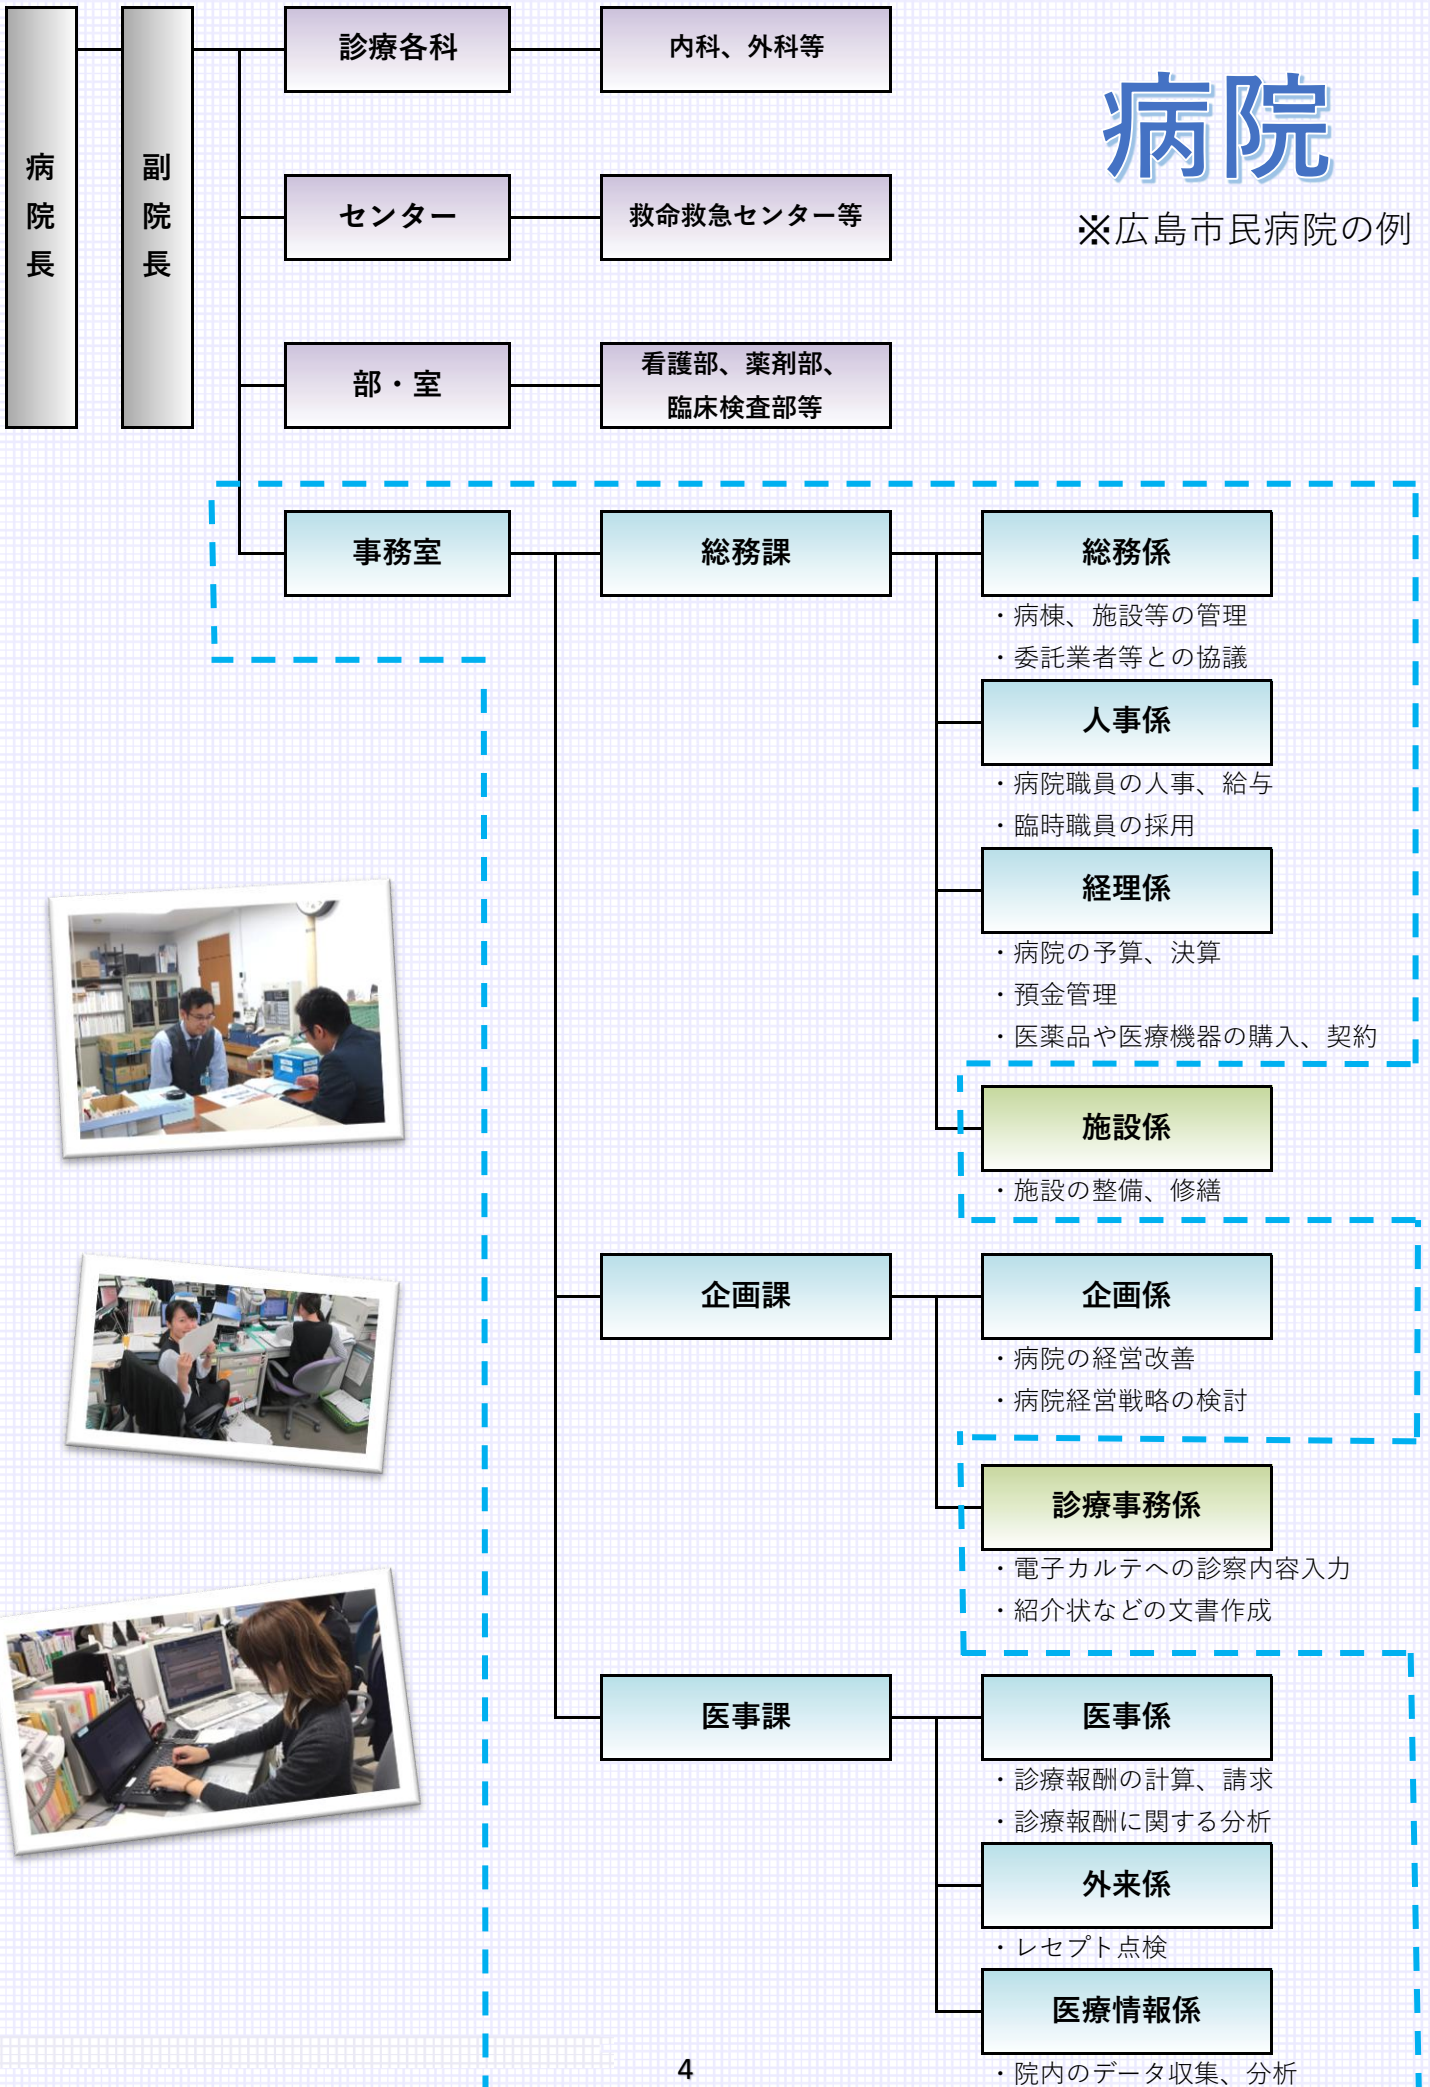 病院
※広島市民病院の例
病院長
副院長
診療各科
内科、外科等
センター
救命救急センター等
部・室
看護部、薬剤部、
臨床検査部等
事務室
総務課
総務係
・病棟、施設等の管理
・委託業者等との協議
人事係
・病院職員の人事、給与
・臨時職員の採用
経理係
・病院の予算、決算
・預金管理
・医薬品や医療機器の購入、契約
施設係
・施設の整備、修繕
企画課
企画係
・病院の経営改善
・病院経営戦略の検討
診療事務係
・電子カルテへの診察内容入力
・紹介状などの文書作成
医事課
医事係
・診療報酬の計算、請求
・診療報酬に関する分析
外来係
・レセプト点検
医療情報係
・院内のデータ収集、分析
4